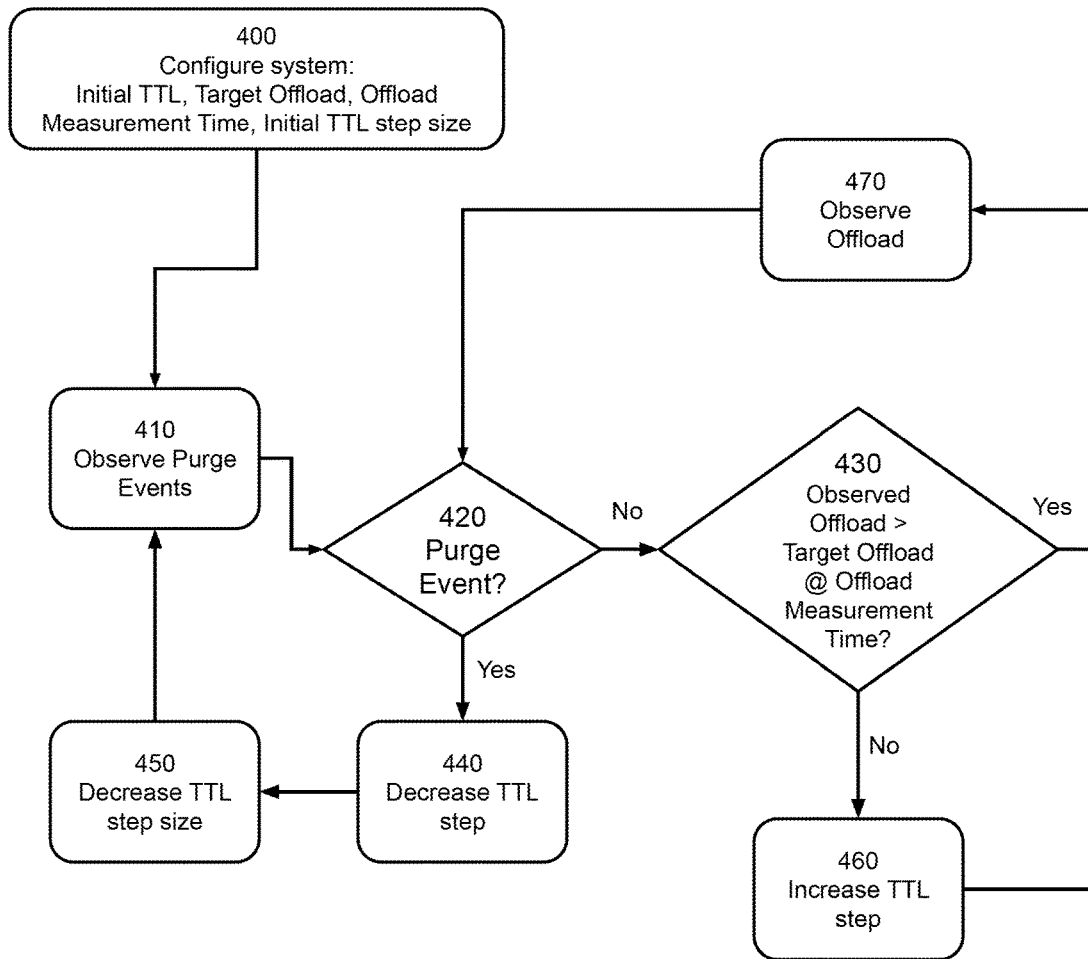 400
Configure system:
Initial TTL, Target Offload, Offload
Measurement Time, Initial TTL step size
470
Observe
Offload
410
Observe Purge
Events
420
Purge
Event?
No
430
Observed
Offload >
Target Offload
@ Offload
Measurement
Time?
Yes
Yes
No
450
Decrease TTL
step size
440
Decrease TTL
step
460
Increase TTL
step